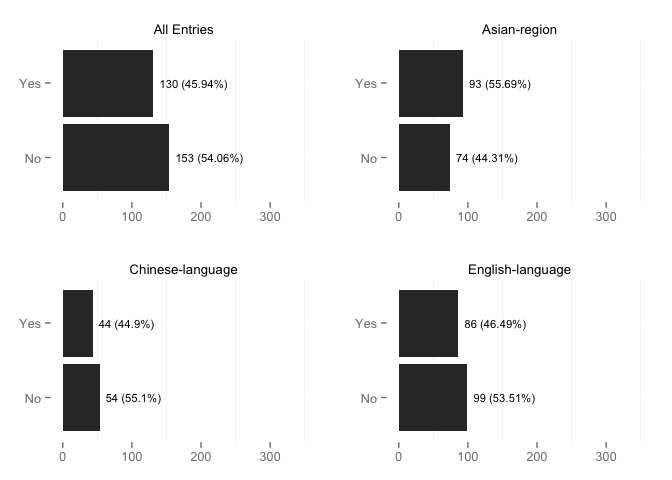 All Entries
Yes
130 (45.94%)
No
153 (54.06%)
0 100 200 300
Asian-region
Yes
93 (55.69%)
No
74 (44.31%)
0 100 200 300
Chinese-language
Yes
44 (44.9%)
No
54 (55.1%)
0 100 200 300
English-language
Yes
86 (46.49%)
No
99 (53.51%)
0 100 200 300